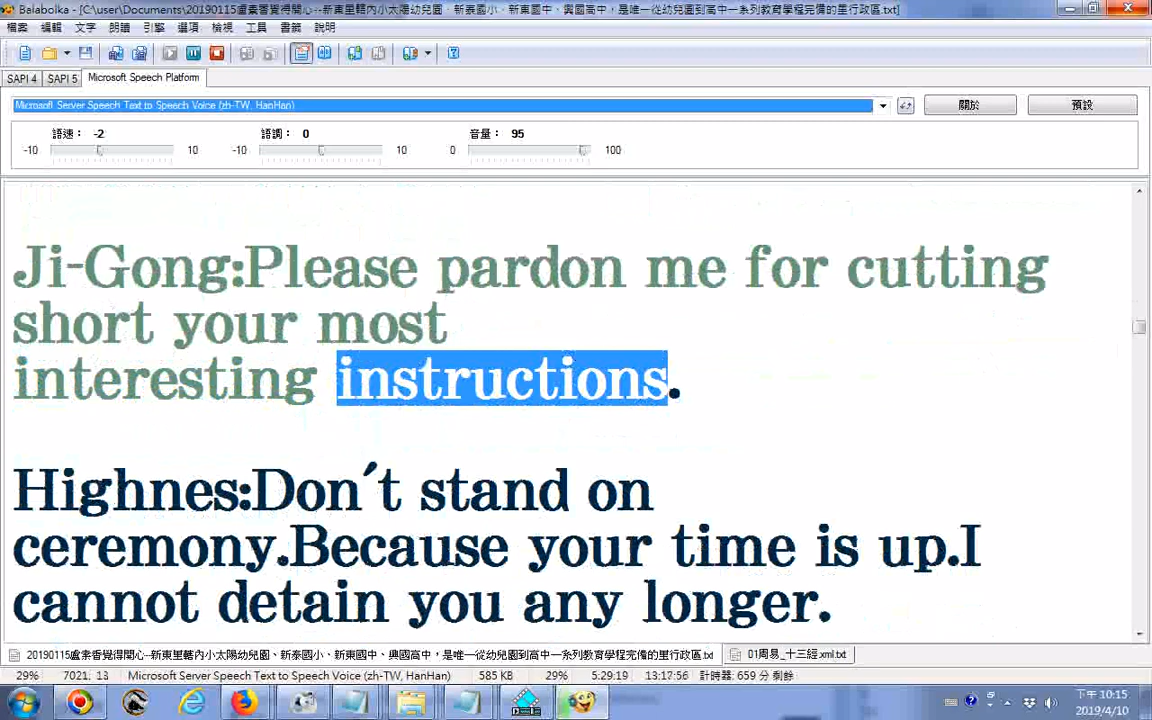 Balabolka - [C:\user\Documents\20190115盧素香覺得開心--新東里轄內小太陽幼兒園、新泰國小、新東國中、興國高中，是唯一從幼兒園到高中一系列教育學程完備的里行政區.txt]
檔案 編輯 文字 朗讀 引擎 選項 檢視 工具 書籤 說明
SAPI 4 SAPI 5 Microsoft Speech Platform
Microsoft Server Speech Text to Speech Voice (zh-TW, HanHan) 關於 預設
語速： -2 語調： 0 音量： 95
-10 10 -10 10 0 100
Ji-Gong:Please pardon me for cutting
short your most
interesting instructions.
Highnes:Don´t stand on
ceremony.Because your time is up.I
cannot detain you any longer.
20190115盧素香覺得開心--新東里轄內小太陽幼兒園、新泰國小、新東國中、興國高中，是唯一從幼兒園到高中一系列教育學程完備的里行政區.txt 01周易_十三經.xml.txt
29% 7021: 13 Microsoft Server Speech Text to Speech Voice (zh-TW, HanHan) 585 KB 29% 5:29:19 13:17:56 計時器: 659 分 剩餘
下午 10:15
2019/4/10